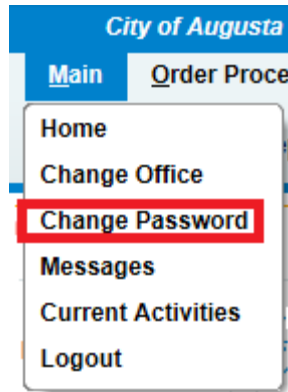 City of Augusta
Main Order Proce
Home
Change Office
Change Password
Messages
Current Activities
Logout